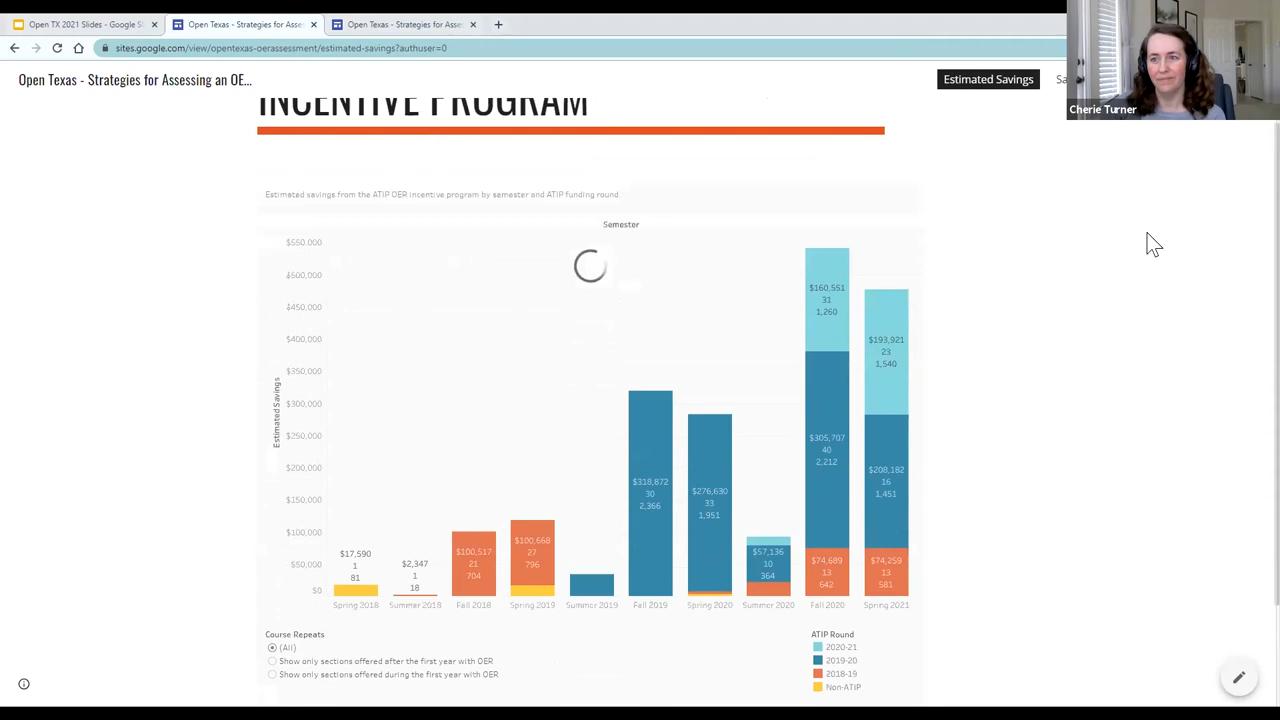 Open TX 2021 Slides - Google Sl
Open Texas - Strategies for Asses
Open Texas - Strategies for Asses
sites.google.com/view/opentexas-oerassessment/estimated-savings?authuser=0
Open Texas - Strategies for Assessing an OE...
Estimated Savings
Sa
Cherie Turner
INCENTIVE PROGRAM
Estimated savings from the ATIP OER incentive program by semester and ATIP funding round.
Semester
Estimated Savings
$550,000
$500,000
$450,000
$400,000
$350,000
$300,000
$250,000
$200,000
$150,000
$100,000
$50,000
$0
$17,590
1
81
$2,347
1
18
$100,517
21
704
$100,668
27
796
$318,872
30
2,366
$276,630
33
1,951
$57,136
10
364
$160,551
31
1,260
$305,707
40
2,212
$74,689
13
642
$193,921
23
1,540
$208,182
16
1,451
$74,259
13
581
Spring 2018
Summer 2018
Fall 2018
Spring 2019
Summer 2019
Fall 2019
Spring 2020
Summer 2020
Fall 2020
Spring 2021
Course Repeats
(All)
Show only sections offered after the first year with OER
Show only sections offered during the first year with OER
ATIP Round
2020-21
2019-20
2018-19
Non-ATIP